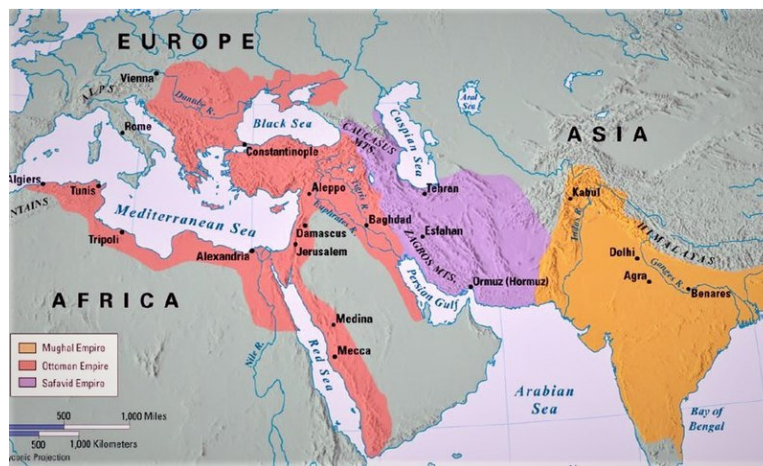 EUROPE
Vienna
ALPS
Danube R.
Aral
Sea
Rome
Black Sea
CAUCASUS
MTS.
Caspian Sea
ASIA
Constantinople
Algiers
Tunis
NTAINS
Mediterranean Sea
Aleppo
Tigris R.
Euphrates R.
Tehran
Kabul
Tripoli
Alexandria
Damascus
Jerusalem
Baghdad
Esfahan
ZAGROS MTS.
Indus R.
HIMALAYAS
Delhi
Ganges R.
Agra
Benares
Ormuz (Hormuz)
Persian Gulf
AFRICA
Nile R.
Red Sea
Medina
Mecca
Arabian
Sea
Bay of
Bengal
Mughal Empire
Ottoman Empire
Safavid Empire
500 1,000 Miles
500 1,000 Kilometers
yconic Projection